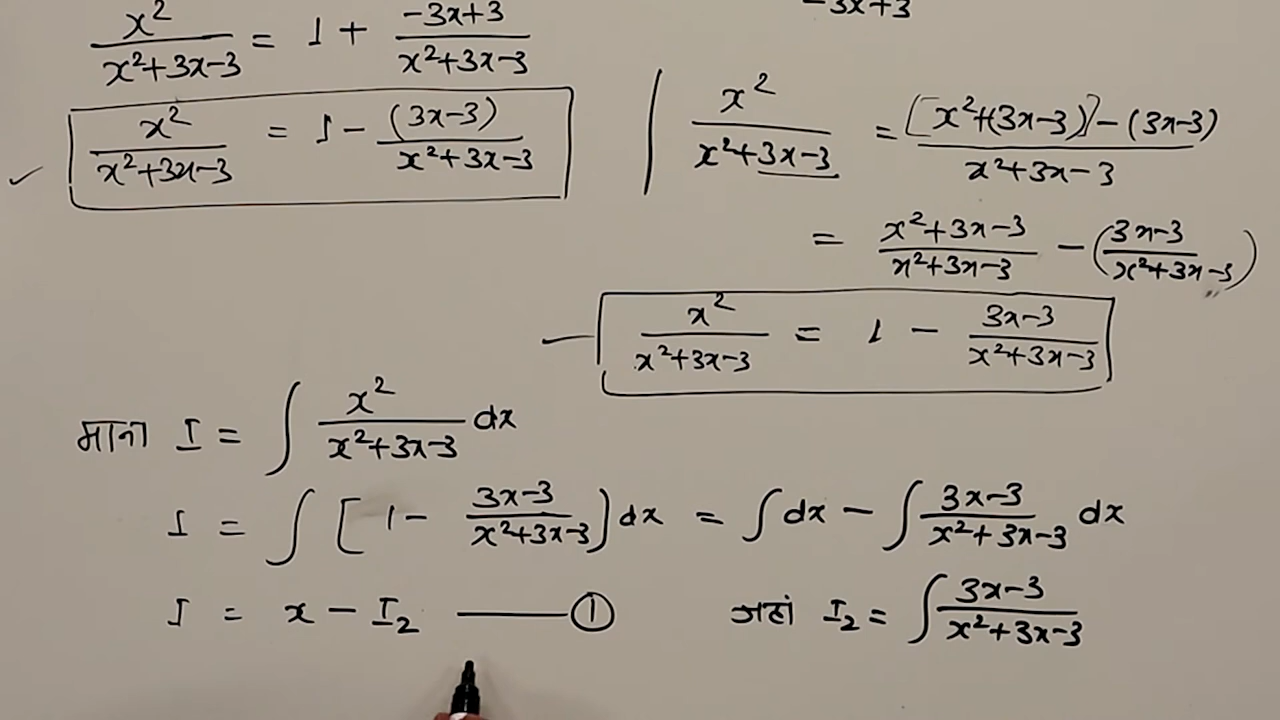 x²/(x²+3x-3) = 1 + (-3x+3)/(x²+3x-3)
-3x+3
x²/(x²+3x-3) = 1 - (3x-3)/(x²+3x-3)
x²/(x²+3x-3) = ([x²+(3x-3)] - (3x-3))/(x²+3x-3)
= (x²+3x-3)/(x²+3x-3) - ((3x-3)/(x²+3x-3))
x²/(x²+3x-3) = 1 - (3x-3)/(x²+3x-3)
माना I = ∫ x²/(x²+3x-3) dx
I = ∫ [1 - (3x-3)/(x²+3x-3)] dx = ∫ dx - ∫ (3x-3)/(x²+3x-3) dx
I = x - I₂ —— ① जहां I₂ = ∫ (3x-3)/(x²+3x-3)